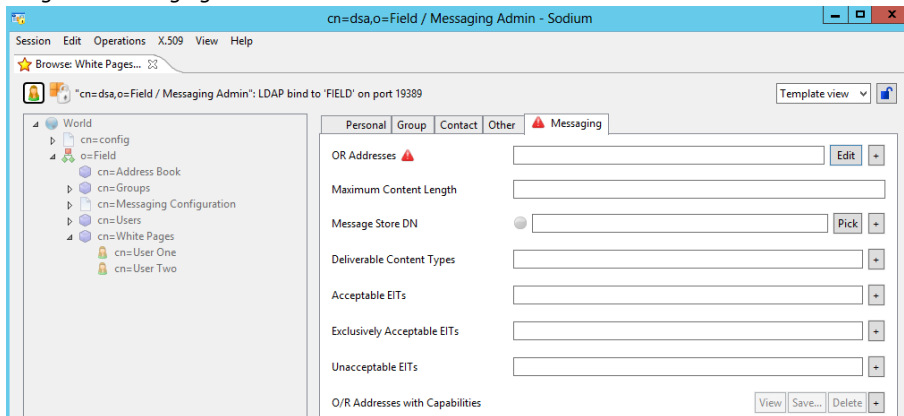 cn=dsa,o=Field / Messaging Admin - Sodium
Session Edit Operations X.509 View Help
Browse: White Pages...
"cn=dsa,o=Field / Messaging Admin": LDAP bind to 'FIELD' on port 19389
Template view
World
cn=config
o=Field
cn=Address Book
cn=Groups
cn=Messaging Configuration
cn=Users
cn=White Pages
cn=User One
cn=User Two
Personal Group Contact Other Messaging
OR Addresses Edit +
Maximum Content Length
Message Store DN Pick +
Deliverable Content Types +
Acceptable EITs +
Exclusively Acceptable EITs +
Unacceptable EITs +
O/R Addresses with Capabilities View Save... Delete +